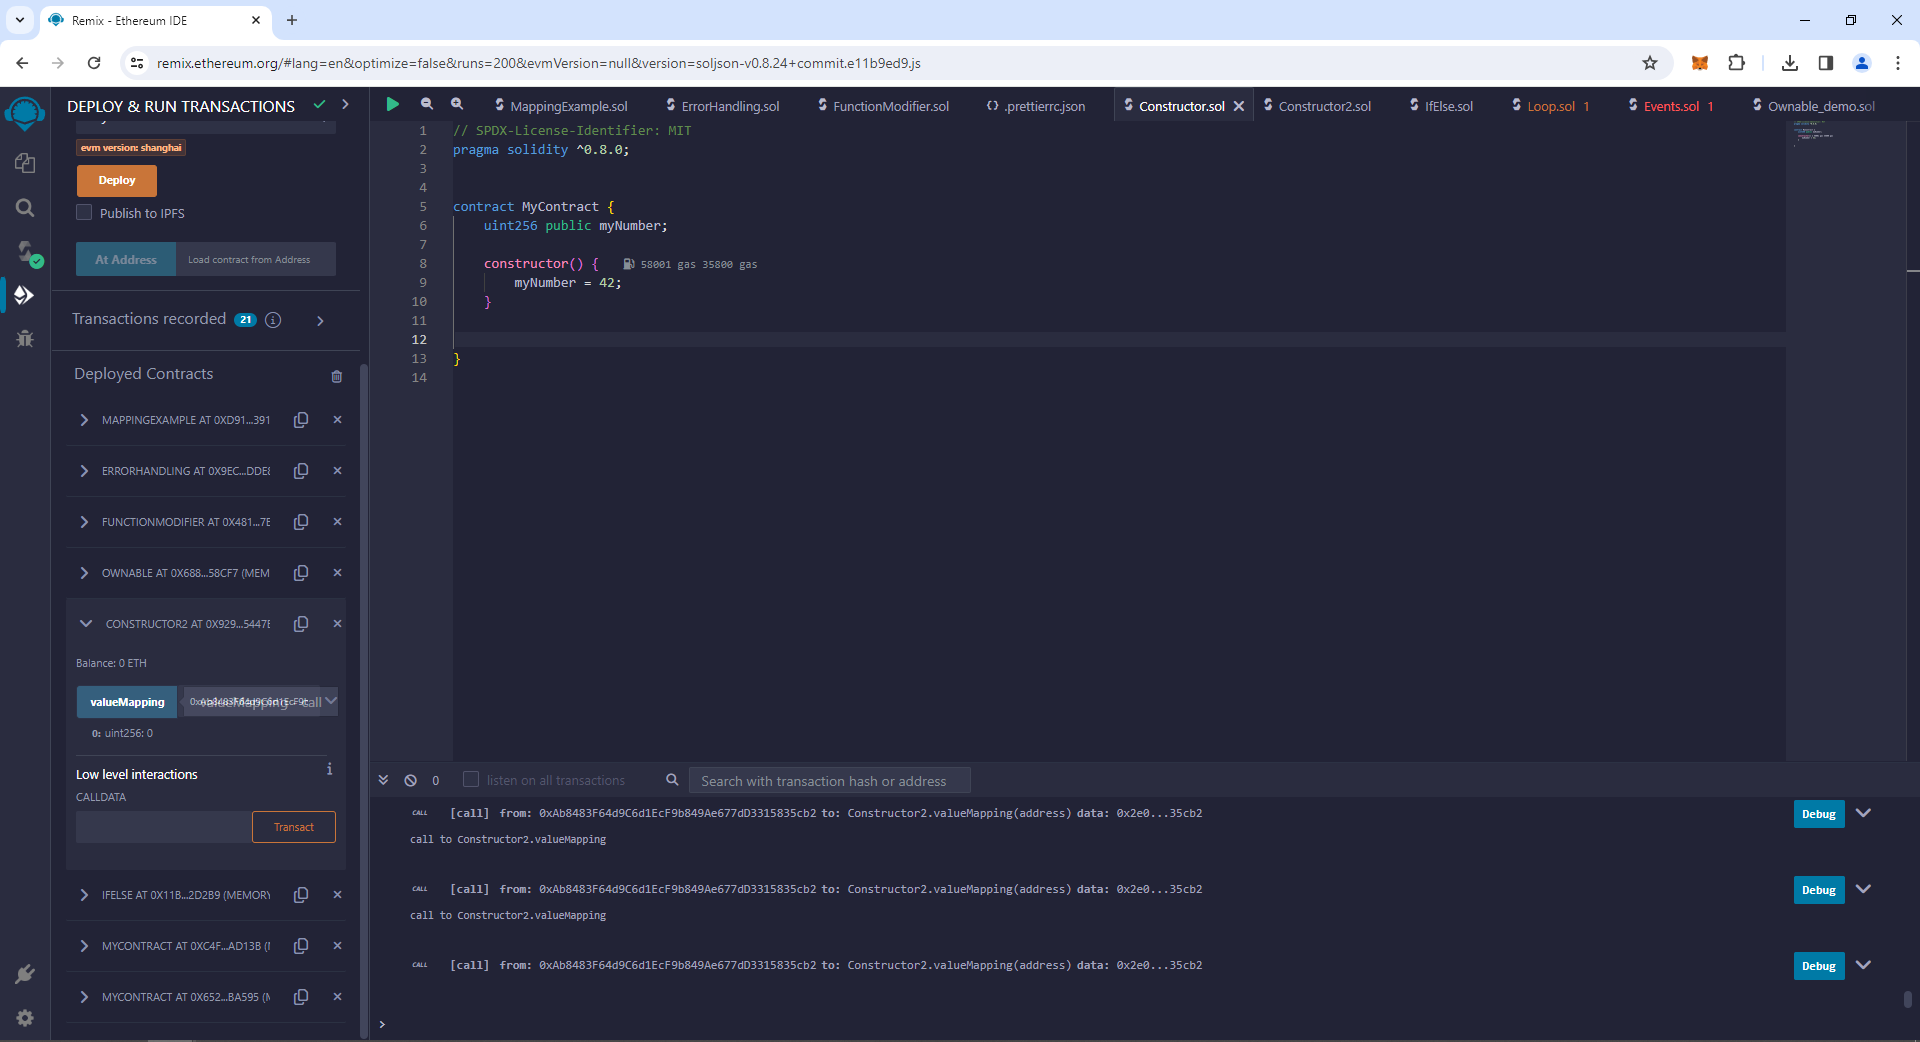 Remix - Ethereum IDE
remix.ethereum.org/#lang=en&optimize=false&runs=200&evmVersion=null&version=soljson-v0.8.24+commit.e11b9ed9.js
DEPLOY & RUN TRANSACTIONS
evm version: shanghai
Deploy
Publish to IPFS
At Address Load contract from Address
Transactions recorded 21
Deployed Contracts
MAPPINGEXAMPLE AT 0XD91...391
ERRORHANDLING AT 0X9EC...DDE
FUNCTIONMODIFIER AT 0X481...7
OWNABLE AT 0X688...58CF7 (MEM
CONSTRUCTOR2 AT 0X929...5447
Balance: 0 ETH
valueMapping
0: uint256: 0
Low level interactions
CALLDATA
Transact
IFELSE AT 0X11B...2D2B9 (MEMORY
MYCONTRACT AT 0XC4F...AD13B (
MYCONTRACT AT 0X652...BA595 (
MappingExample.sol ErrorHandling.sol FunctionModifier.sol .prettierrc.json Constructor.sol Constructor2.sol IfElse.sol Loop.sol 1 Events.sol 1 Ownable_demo.sol
1 // SPDX-License-Identifier: MIT
2 pragma solidity ^0.8.0;
3
4
5 contract MyContract {
6 uint256 public myNumber;
7
8 constructor() { 58001 gas 35800 gas
9 myNumber = 42;
10 }
11
12
13 }
14
0 listen on all transactions Search with transaction hash or address
CALL [call] from: 0xAb8483F64d9C6d1EcF9b849Ae677dD3315835cb2 to: Constructor2.valueMapping(address) data: 0x2e0...35cb2 Debug
call to Constructor2.valueMapping
CALL [call] from: 0xAb8483F64d9C6d1EcF9b849Ae677dD3315835cb2 to: Constructor2.valueMapping(address) data: 0x2e0...35cb2 Debug
call to Constructor2.valueMapping
CALL [call] from: 0xAb8483F64d9C6d1EcF9b849Ae677dD3315835cb2 to: Constructor2.valueMapping(address) data: 0x2e0...35cb2 Debug
>